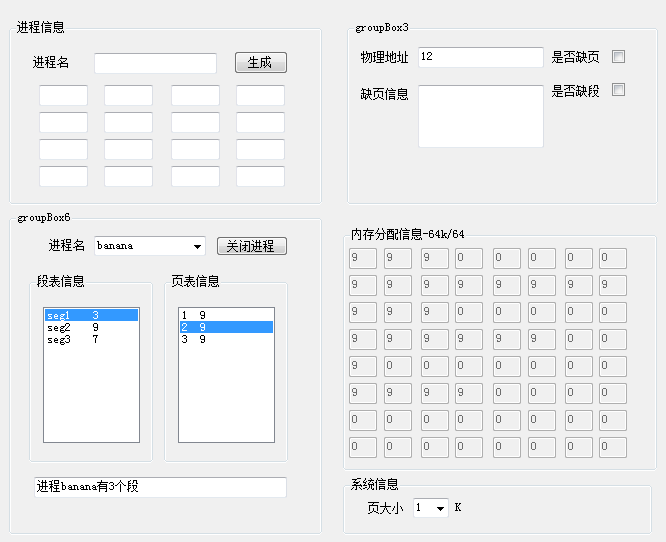 进程信息
进程名 生成
groupBox3
物理地址 12 是否缺页
缺页信息 是否缺段
groupBox6
进程名 banana 关闭进程
段表信息
seg1 3
seg2 9
seg3 7
页表信息
1 9
2 9
3 9
进程banana有3个段
内存分配信息-64k/64
9 9 9 0 0 0 0 0
9 9 9 9 9 9 9 9
9 9 9 9 0 0 0 0
9 9 9 9 9 9 0 0
9 0 0 0 0 0 0 0
9 9 9 9 0 0 0 0
0 0 0 0 0 0 0 0
0 0 0 0 0 0 0 0
系统信息
页大小 1 K